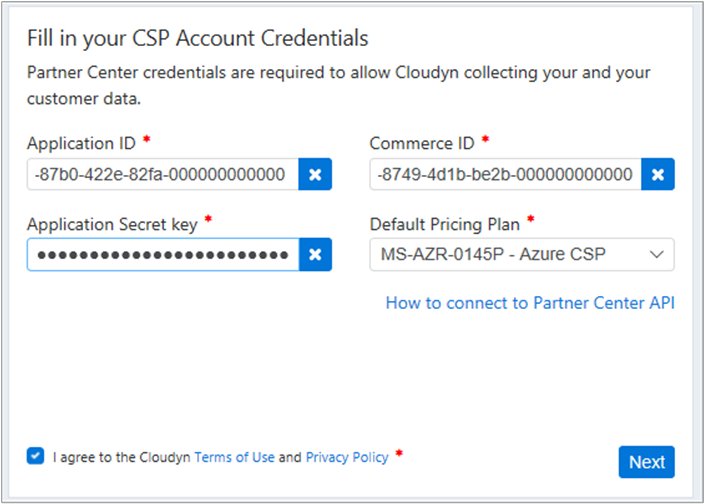 Fill in your CSP Account Credentials
Partner Center credentials are required to allow Cloudyn collecting your and your
customer data.
Application ID *
Commerce ID *
-87b0-422e-82fa-000000000000
-8749-4d1b-be2b-000000000000
Application Secret key *
Default Pricing Plan *
••••••••••••••••••••••••
MS-AZR-0145P - Azure CSP
How to connect to Partner Center API
I agree to the Cloudyn Terms of Use and Privacy Policy *
Next